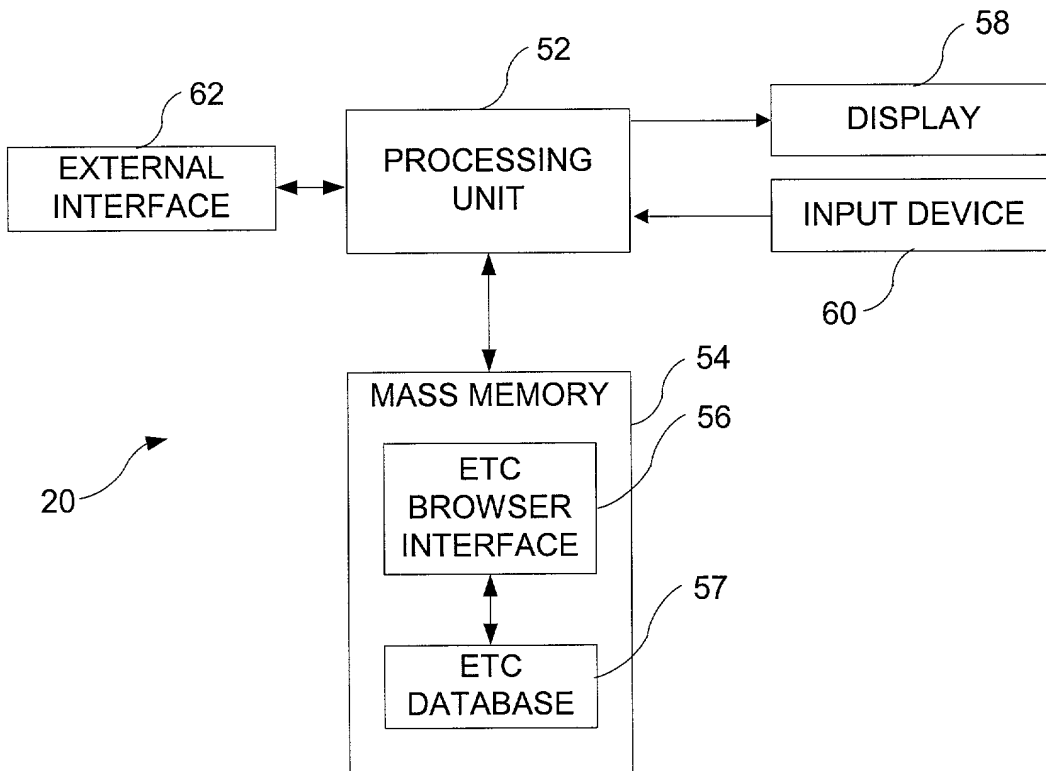 52
58
62
DISPLAY
EXTERNAL
INTERFACE
PROCESSING
UNIT
INPUT DEVICE
60
54
MASS MEMORY
56
ETC
BROWSER
INTERFACE
20
57
ETC
DATABASE